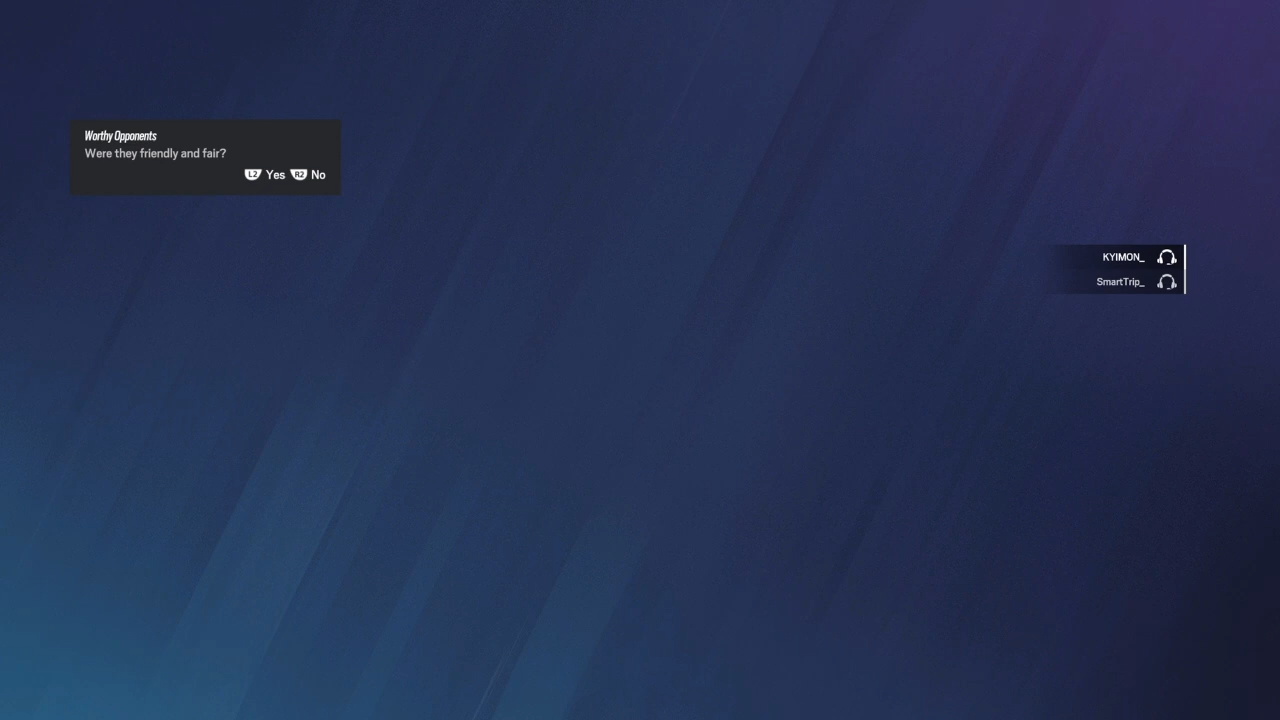 Worthy Opponents
Were they friendly and fair?
L2 Yes R2 No
KYIMON_
SmartTrip_